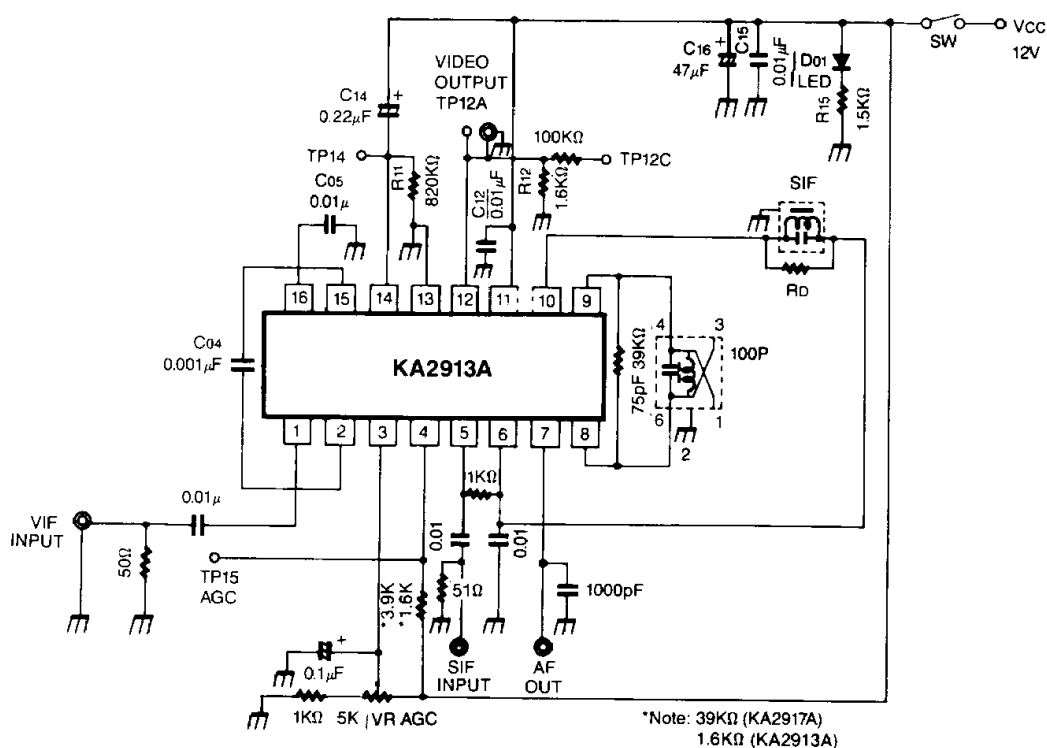 VCC
SW
12V
C16
47μF
C15
0.01μF
D01
LED
R15
1.5KΩ
VIDEO
OUTPUT
TP12A
C14
0.22μF
100KΩ
TP14
TP12C
R11
820KΩ
C05
0.01μ
C12
0.01μF
R12
1.6KΩ
SIF
RD
16
15
14
13
12
11
10
9
C04
0.001μF
KA2913A
75pF 39KΩ
4
3
100P
6
1
2
1
2
3
4
5
6
7
8
1KΩ
0.01μ
VIF
INPUT
50Ω
0.01
0.01
TP15
AGC
*3.9K
*1.6K
51Ω
1000pF
0.1μF
SIF
INPUT
AF
OUT
1KΩ
5K
VR AGC
*Note: 39KΩ (KA2917A)
1.6KΩ (KA2913A)